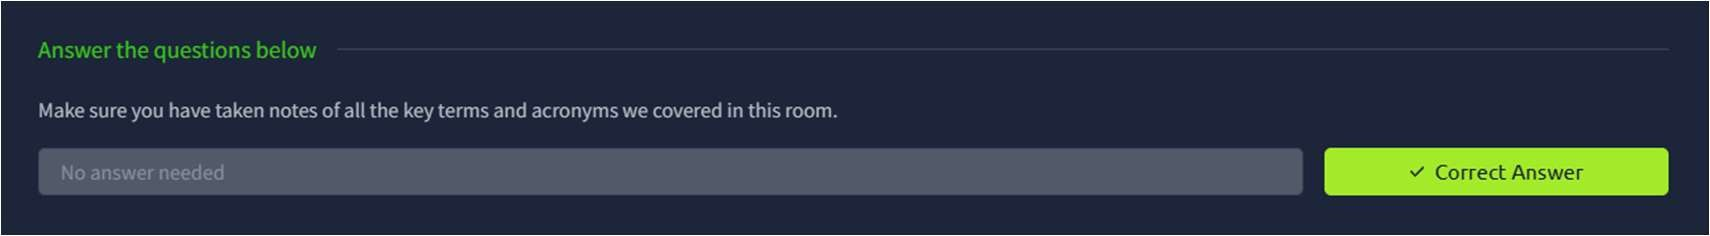 Answer the questions below
Make sure you have taken notes of all the key terms and acronyms we covered in this room.
No answer needed
Correct Answer